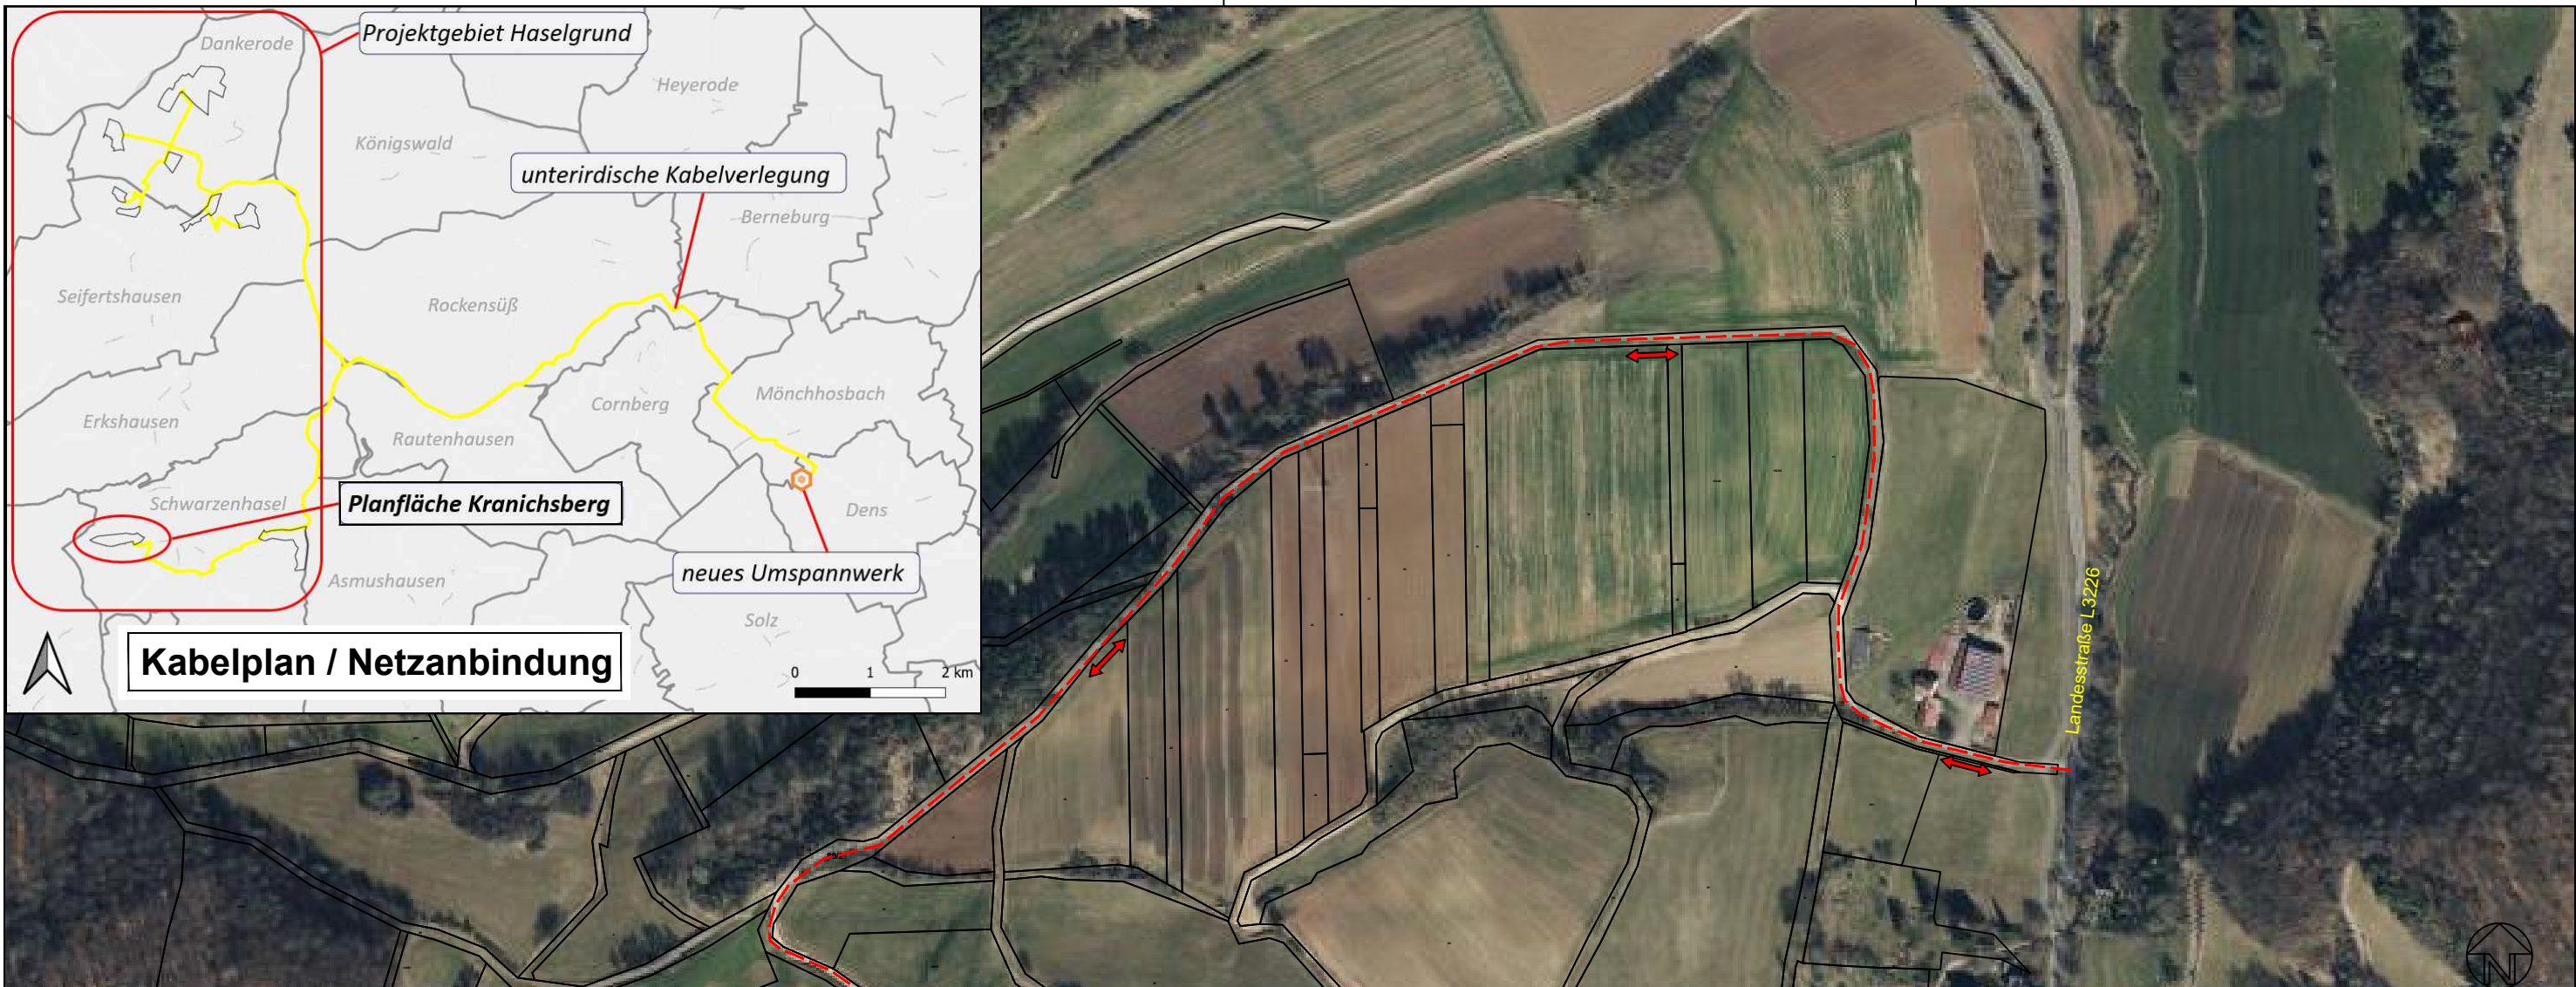 Dankerode
Projektgebiet Haselgrund
Heyerode
Königswald
unterirdische Kabelverlegung
Berneburg
Seifertshausen
Rockensüß
Mönchhosbach
Cornberg
Erkshausen
Rautenhausen
Schwarzenhasel
Planfläche Kranichsberg
Dens
neues Umspannwerk
Asmushausen
Solz
Kabelplan / Netzanbindung
0 1 2 km
Landesstraße L3226
N